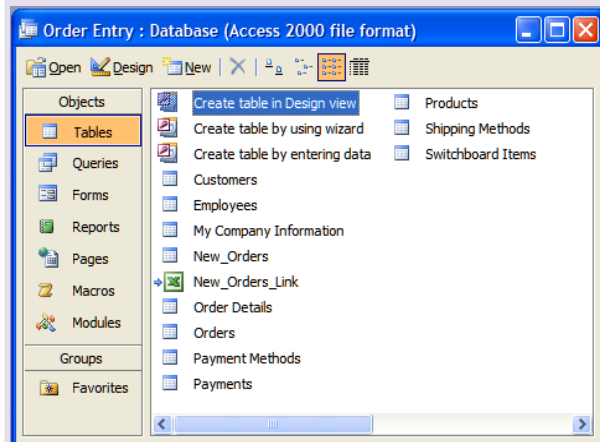 Order Entry : Database (Access 2000 file format)
Open Design New
Objects
Tables
Queries
Forms
Reports
Pages
Macros
Modules
Groups
Favorites
Create table in Design view
Create table by using wizard
Create table by entering data
Customers
Employees
My Company Information
New_Orders
New_Orders_Link
Order Details
Orders
Payment Methods
Payments
Products
Shipping Methods
Switchboard Items